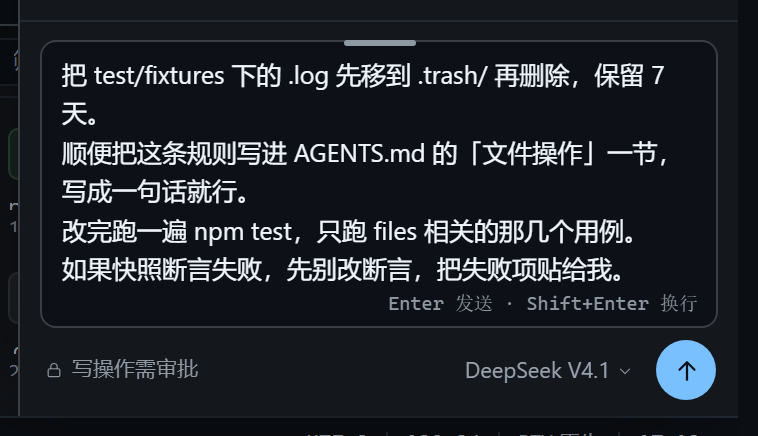 把 test/fixtures 下的 .log 先移到 .trash/ 再删除，保留 7
天。
顺便把这条规则写进 AGENTS.md 的「文件操作」一节，
写成一句话就行。
改完跑一遍 npm test，只跑 files 相关的那几个用例。
如果快照断言失败，先别改断言，把失败项贴给我。
Enter 发送 · Shift+Enter 换行
写操作需审批
DeepSeek V4.1